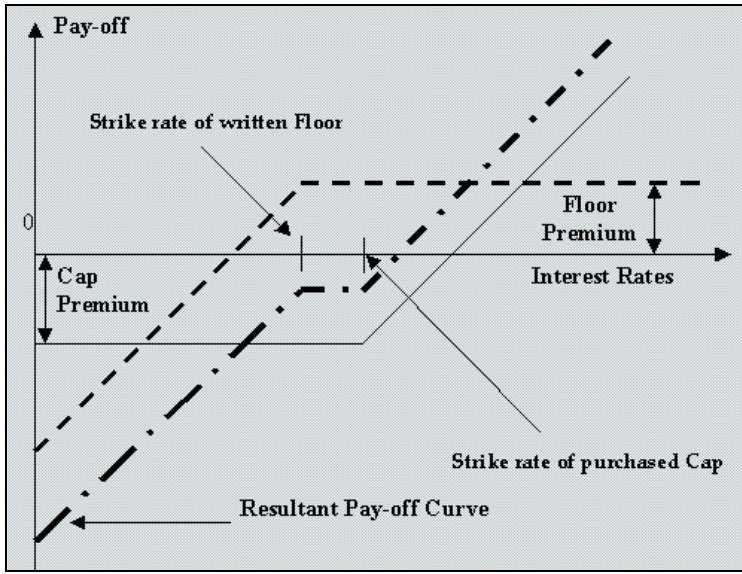 Pay-off
Strike rate of written Floor
0
Floor
Premium
Cap
Premium
Interest Rates
Strike rate of purchased Cap
Resultant Pay-off Curve